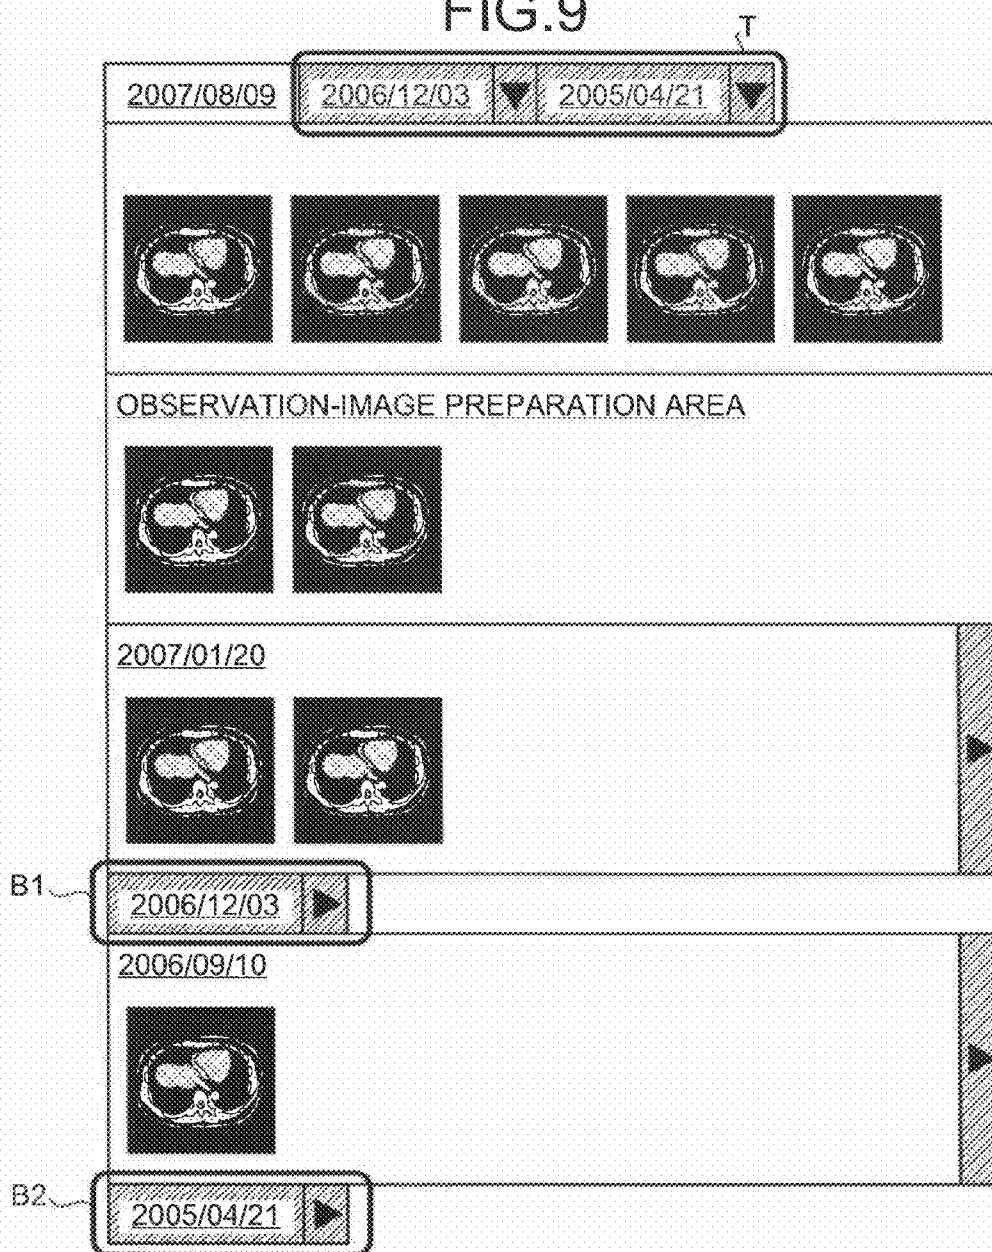 FIG.9
T
2007/08/09 2006/12/03 2005/04/21
OBSERVATION-IMAGE PREPARATION AREA
2007/01/20
B1 2006/12/03
2006/09/10
B2 2005/04/21